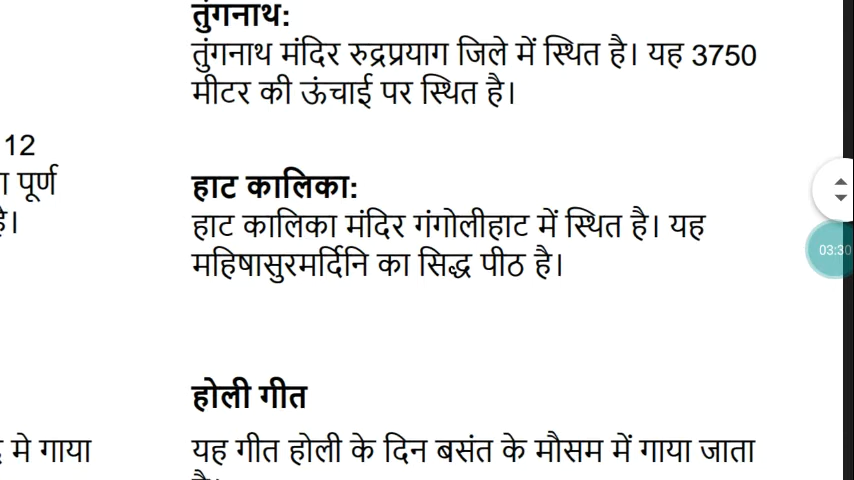 तुंगनाथ:
तुंगनाथ मंदिर रुद्रप्रयाग जिले में स्थित है। यह 3750
मीटर की ऊंचाई पर स्थित है।
12
पूर्ण
है।
हाट कालिका:
हाट कालिका मंदिर गंगोलीहाट में स्थित है। यह
महिषासुरमर्दिनि का सिद्ध पीठ है।
03:30
होली गीत
मे गाया
यह गीत होली के दिन बसंत के मौसम में गाया जाता